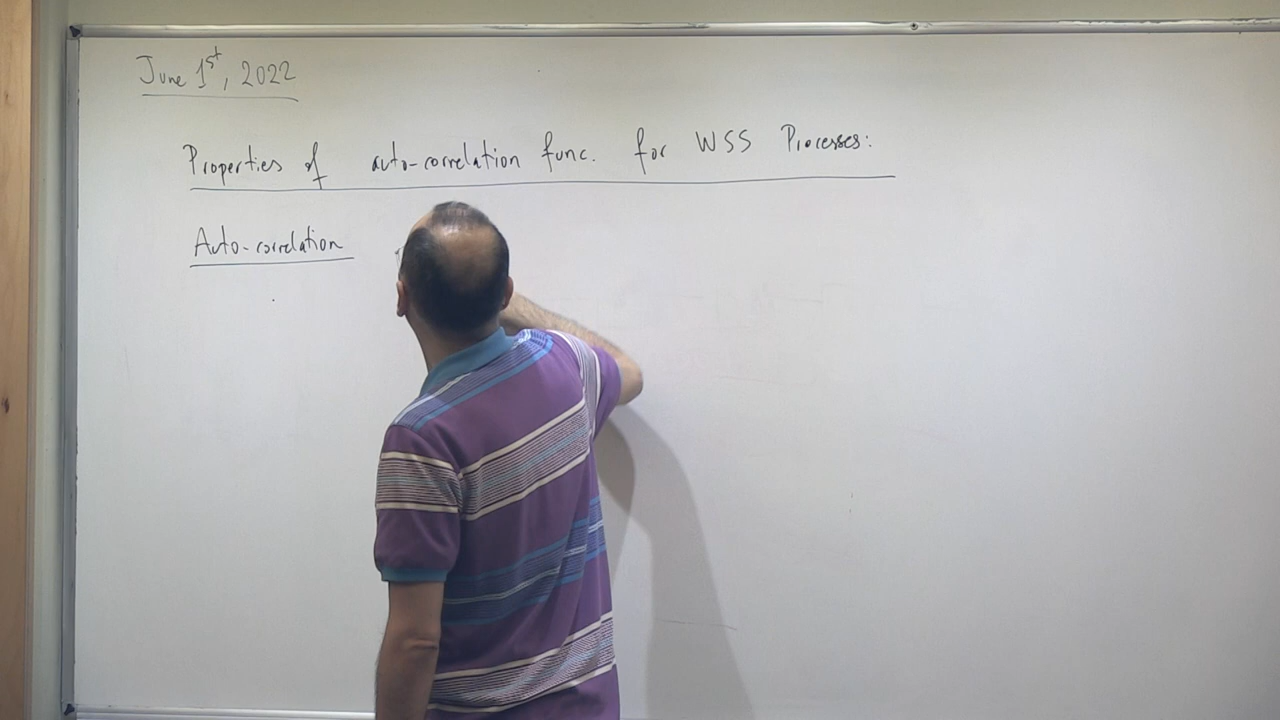 June 1st, 2022
Properties of auto-correlation func. for WSS Processes:
Auto-correlation